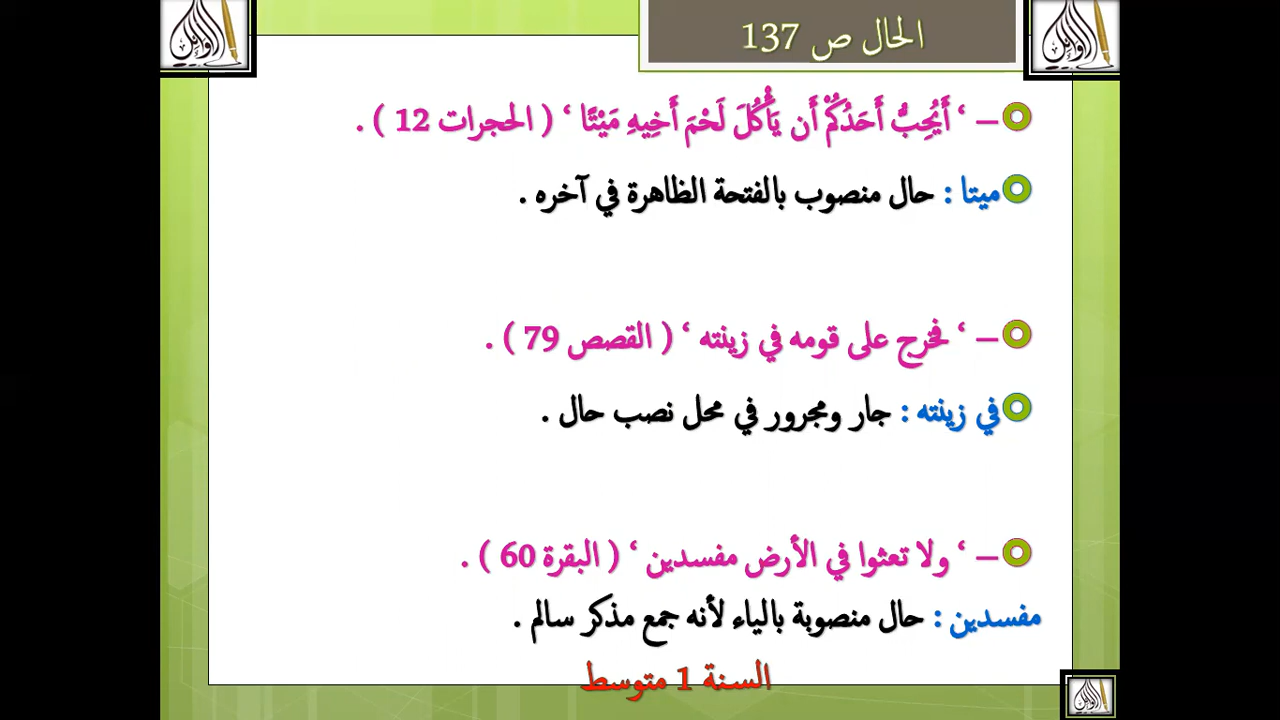 الحال ص 137
– ‘ أَيُحِبُّ أَحَدُكُمْ أَن يَأْكُلَ لَحْمَ أَخِيهِ مَيْتًا ‘ ( الحجرات 12 ) .
ميتا : حال منصوب بالفتحة الظاهرة في آخره .
– ‘ فخرج على قومه في زينته ‘ ( القصص 79 ) .
في زينته : جار ومجرور في محل نصب حال .
– ‘ ولا تعثوا في الأرض مفسدين ‘ ( البقرة 60 ) .
مفسدين : حال منصوبة بالياء لأنه جمع مذكر سالم .
السنة 1 متوسط